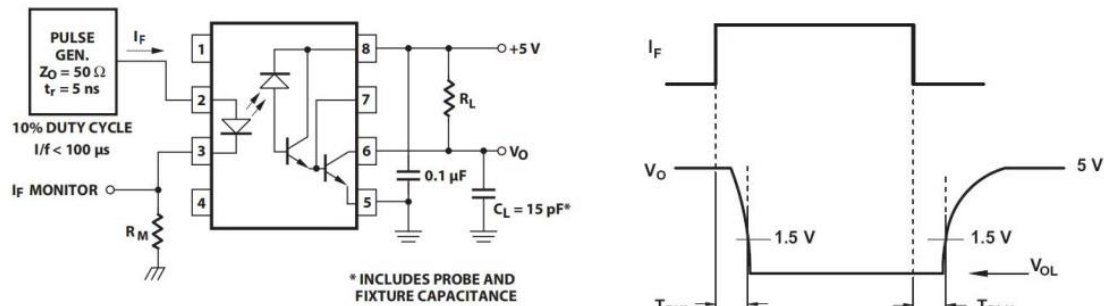 PULSE
GEN.
Z_O = 50 Ω
t_r = 5 ns
I_F
10% DUTY CYCLE
I/f < 100 μs
I_F MONITOR
R_M
1
2
3
4
8
7
6
5
+5 V
R_L
V_O
0.1 μF
C_L = 15 pF*
* INCLUDES PROBE AND
FIXTURE CAPACITANCE
I_F
V_O
5 V
1.5 V
1.5 V
V_OL